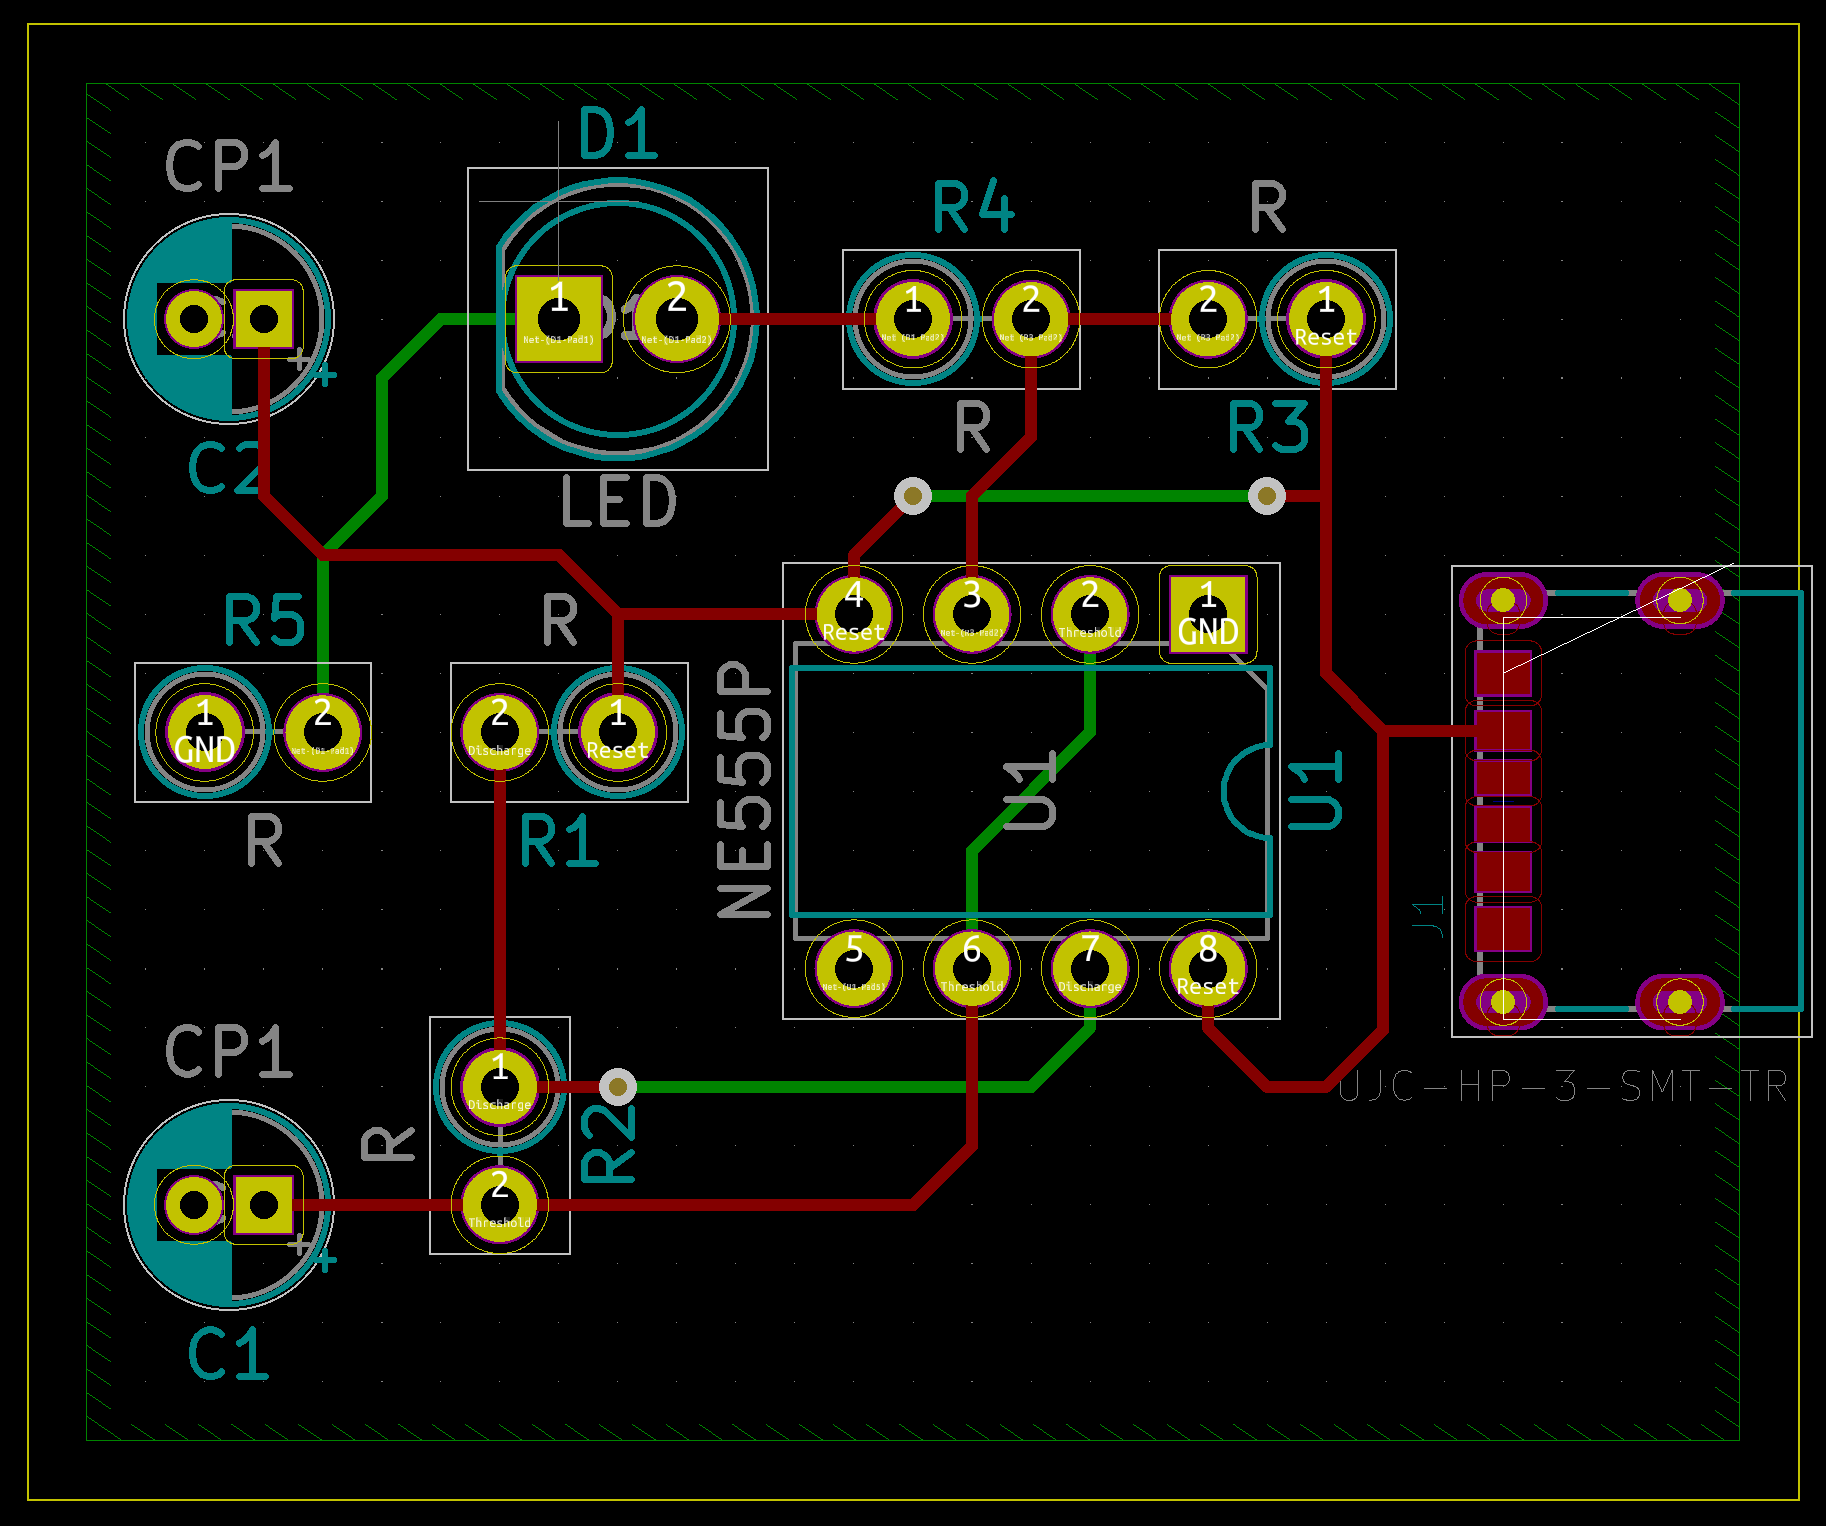 D1
CP1
R4
R
1
Net-(D1-Pad1)
2
Net-(D1-Pad2)
1
Net-(D1-Pad2)
2
Net-(R3-Pad2)
2
Net-(R3-Pad2)
1
Reset
+
+
C2
LED
R
R3
R5
R
4
Reset
3
Net-(R3-Pad2)
2
Threshold
1
GND
1
GND
2
Net-(D1-Pad1)
2
Discharge
1
Reset
R
R1
NE555P
U1
U1
J1
5
Net-(U1-Pad5)
6
Threshold
7
Discharge
8
Reset
CP1
1
Discharge
UJC-HP-3-SMT-TR
R
R2
2
Threshold
+
+
C1